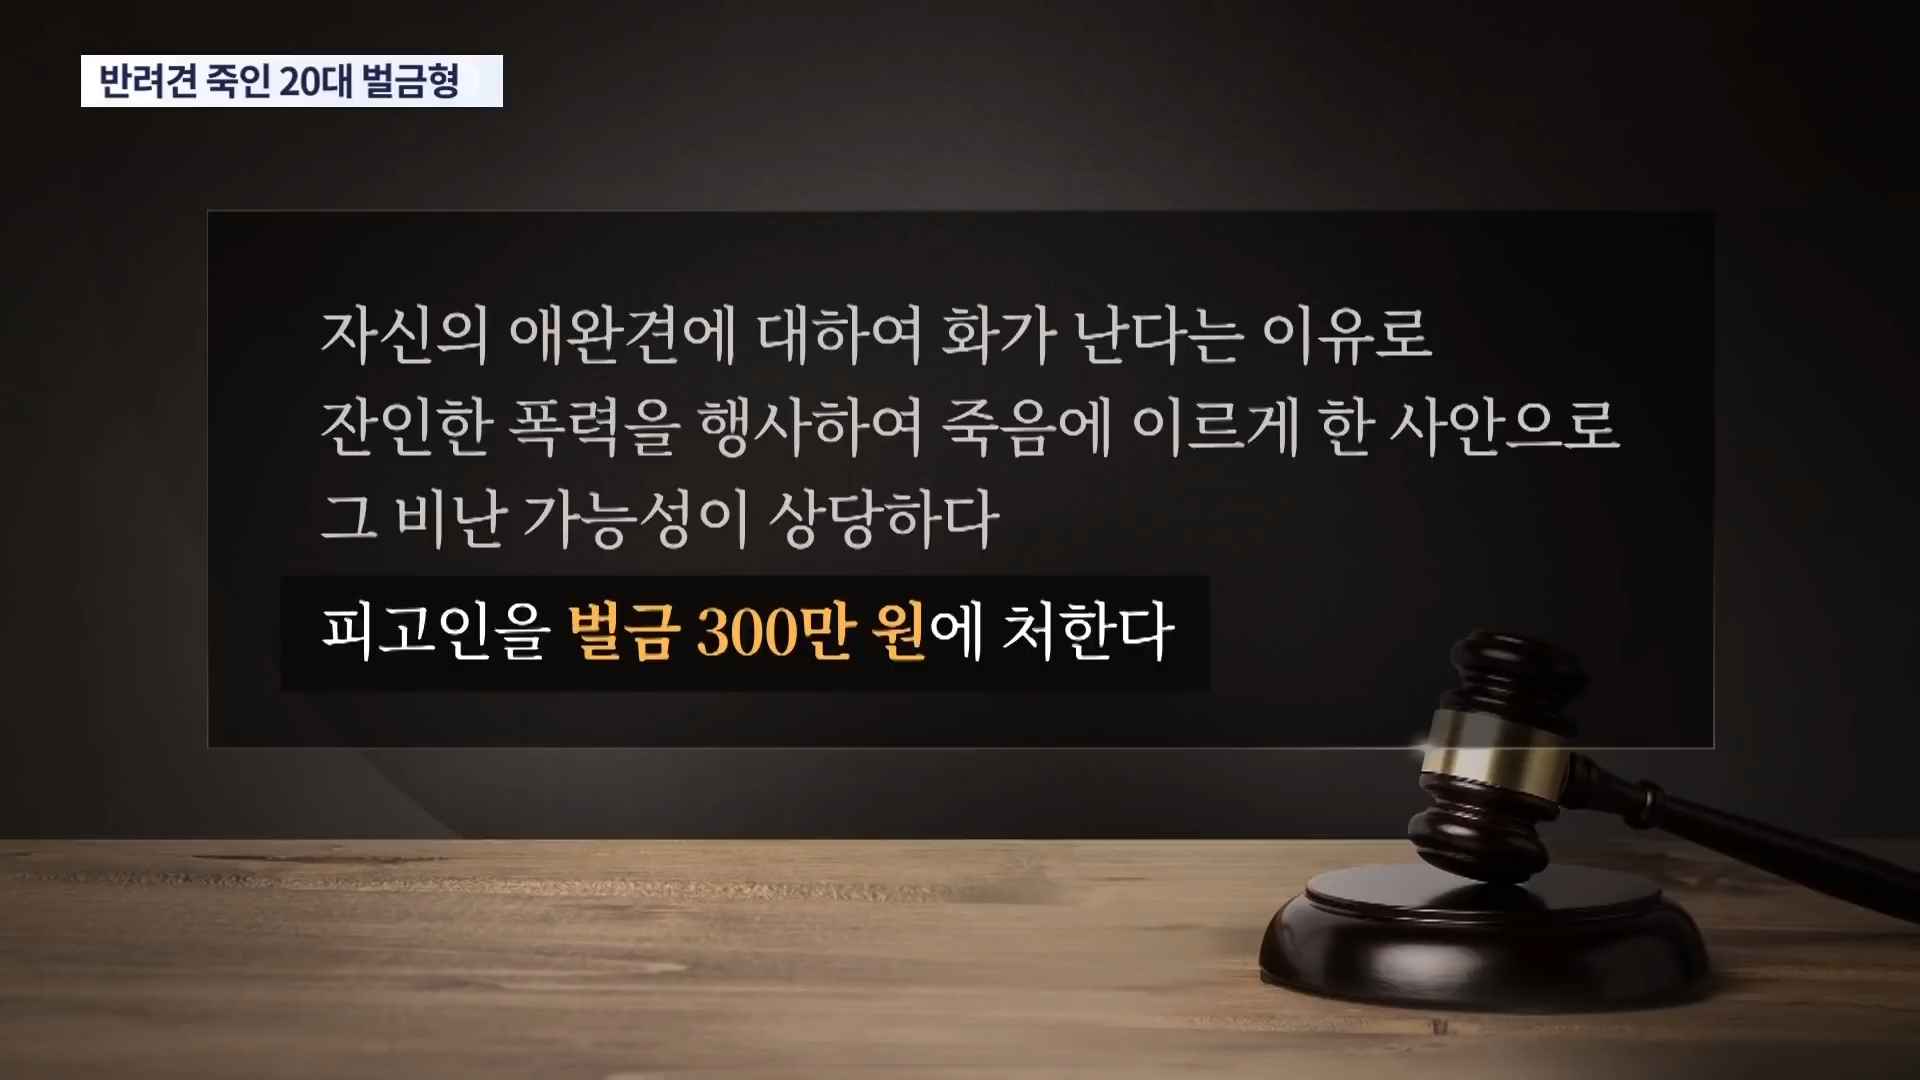 반려견 죽인 20대 벌금형
자신의 애완견에 대하여 화가 난다는 이유로
잔인한 폭력을 행사하여 죽음에 이르게 한 사안으로
그 비난 가능성이 상당하다
피고인을 벌금 300만 원에 처한다